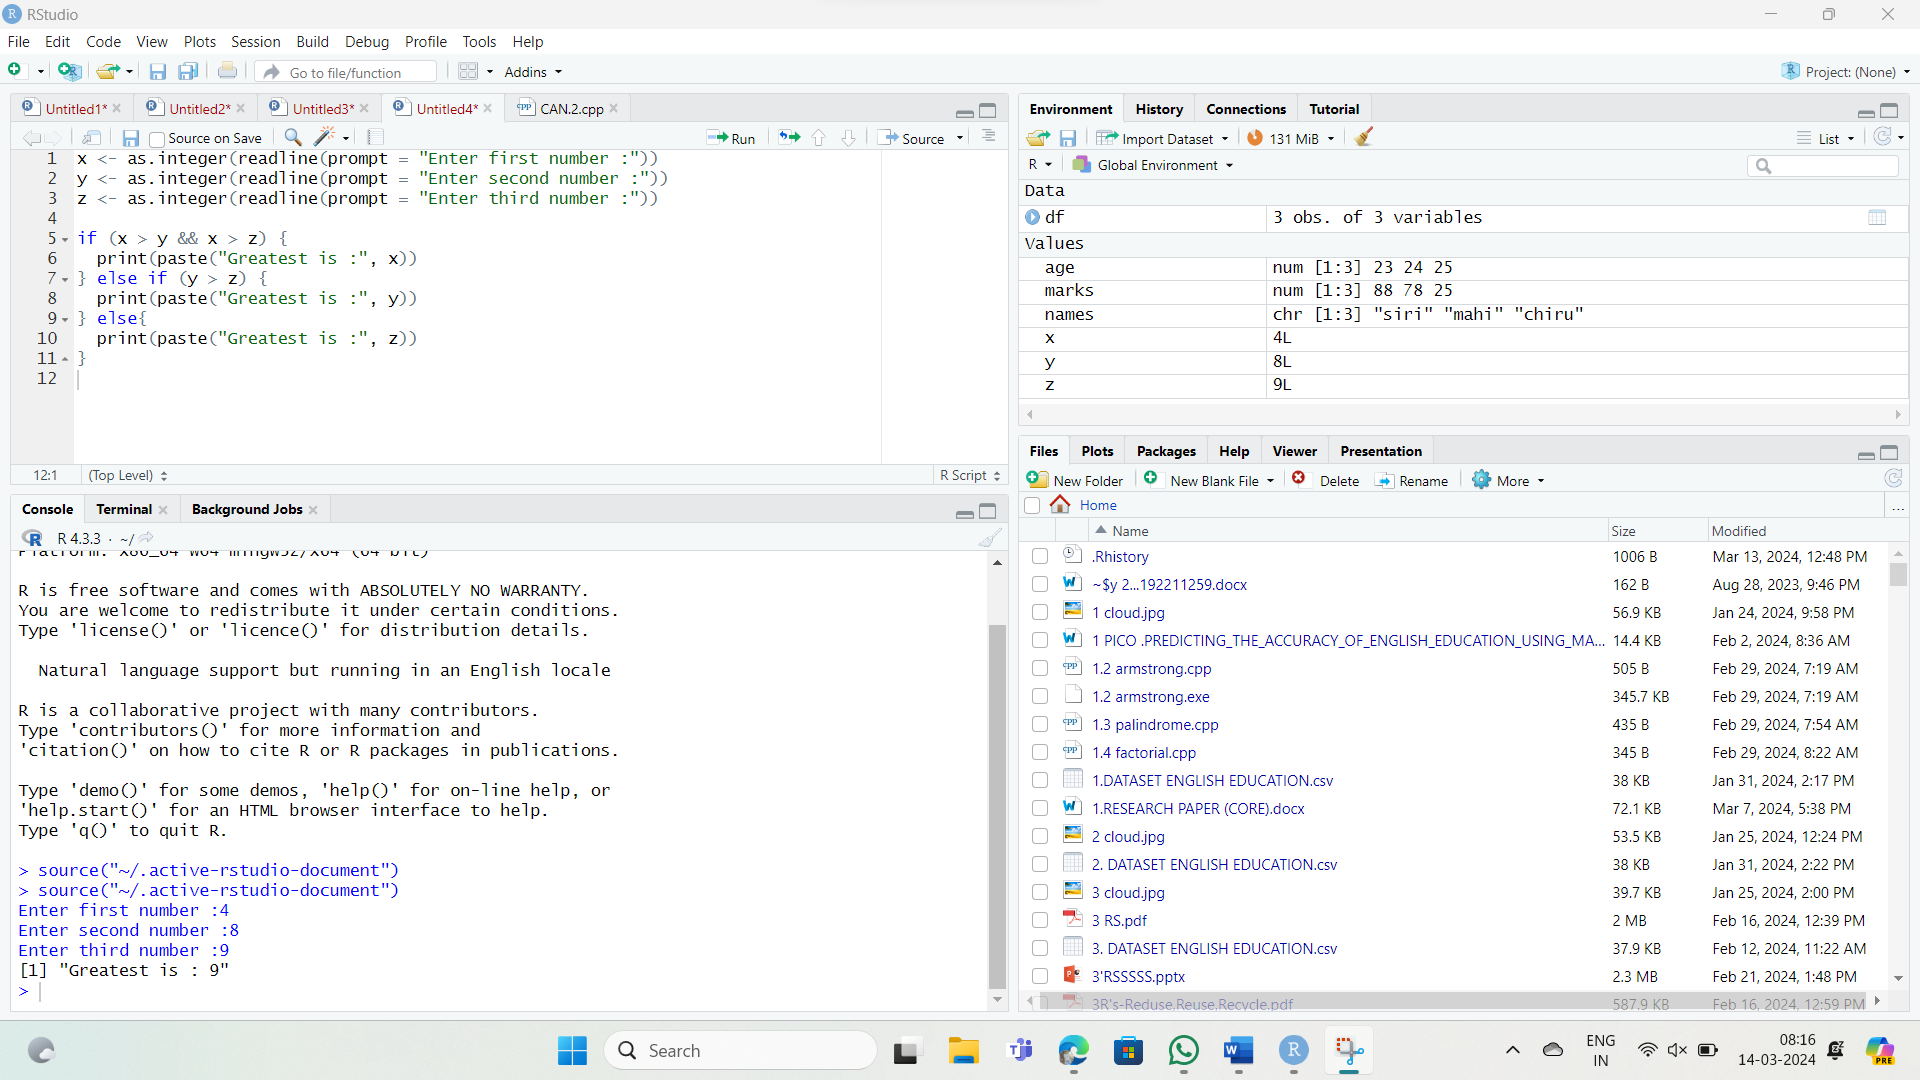 RStudio
File Edit Code View Plots Session Build Debug Profile Tools Help
Go to file/function Addins Project: (None)
Untitled1* Untitled2* Untitled3* Untitled4* CAN.2.cpp
Source on Save Run Source
1 x <- as.integer(readline(prompt = "Enter first number :"))
2 y <- as.integer(readline(prompt = "Enter second number :"))
3 z <- as.integer(readline(prompt = "Enter third number :"))
4
5 if (x > y && x > z) {
6 print(paste("Greatest is :", x))
7 } else if (y > z) {
8 print(paste("Greatest is :", y))
9 } else{
10 print(paste("Greatest is :", z))
11 }
12
12:1 (Top Level) R Script
Console Terminal Background Jobs
R 4.3.3 · ~/
Platform: x86_64-w64-mingw32/x64 (64-bit)
R is free software and comes with ABSOLUTELY NO WARRANTY.
You are welcome to redistribute it under certain conditions.
Type 'license()' or 'licence()' for distribution details.
Natural language support but running in an English locale
R is a collaborative project with many contributors.
Type 'contributors()' for more information and
'citation()' on how to cite R or R packages in publications.
Type 'demo()' for some demos, 'help()' for on-line help, or
'help.start()' for an HTML browser interface to help.
Type 'q()' to quit R.
> source("~/.active-rstudio-document")
> source("~/.active-rstudio-document")
Enter first number :4
Enter second number :8
Enter third number :9
[1] "Greatest is : 9"
>
Environment History Connections Tutorial
Import Dataset 131 MiB List
R Global Environment
Data
df 3 obs. of 3 variables
Values
age num [1:3] 23 24 25
marks num [1:3] 88 78 25
names chr [1:3] "siri" "mahi" "chiru"
x 4L
y 8L
z 9L
Files Plots Packages Help Viewer Presentation
New Folder New Blank File Delete Rename More
Home ...
Name Size Modified
.Rhistory 1006 B Mar 13, 2024, 12:48 PM
~$y 2...192211259.docx 162 B Aug 28, 2023, 9:46 PM
1 cloud.jpg 56.9 KB Jan 24, 2024, 9:58 PM
1 PICO .PREDICTING_THE_ACCURACY_OF_ENGLISH_EDUCATION_USING_MA... 14.4 KB Feb 2, 2024, 8:36 AM
1.2 armstrong.cpp 505 B Feb 29, 2024, 7:19 AM
1.2 armstrong.exe 345.7 KB Feb 29, 2024, 7:19 AM
1.3 palindrome.cpp 435 B Feb 29, 2024, 7:54 AM
1.4 factorial.cpp 345 B Feb 29, 2024, 8:22 AM
1.DATASET ENGLISH EDUCATION.csv 38 KB Jan 31, 2024, 2:17 PM
1.RESEARCH PAPER (CORE).docx 72.1 KB Mar 7, 2024, 5:38 PM
2 cloud.jpg 53.5 KB Jan 25, 2024, 12:24 PM
2. DATASET ENGLISH EDUCATION.csv 38 KB Jan 31, 2024, 2:22 PM
3 cloud.jpg 39.7 KB Jan 25, 2024, 2:00 PM
3 RS.pdf 2 MB Feb 16, 2024, 12:39 PM
3. DATASET ENGLISH EDUCATION.csv 37.9 KB Feb 12, 2024, 11:22 AM
3'RSSSSS.pptx 2.3 MB Feb 21, 2024, 1:48 PM
3R's-Reduse,Reuse,Recycle.pdf 587.9 KB Feb 16, 2024, 12:59 PM
Search
ENG
IN
08:16
14-03-2024
PRE